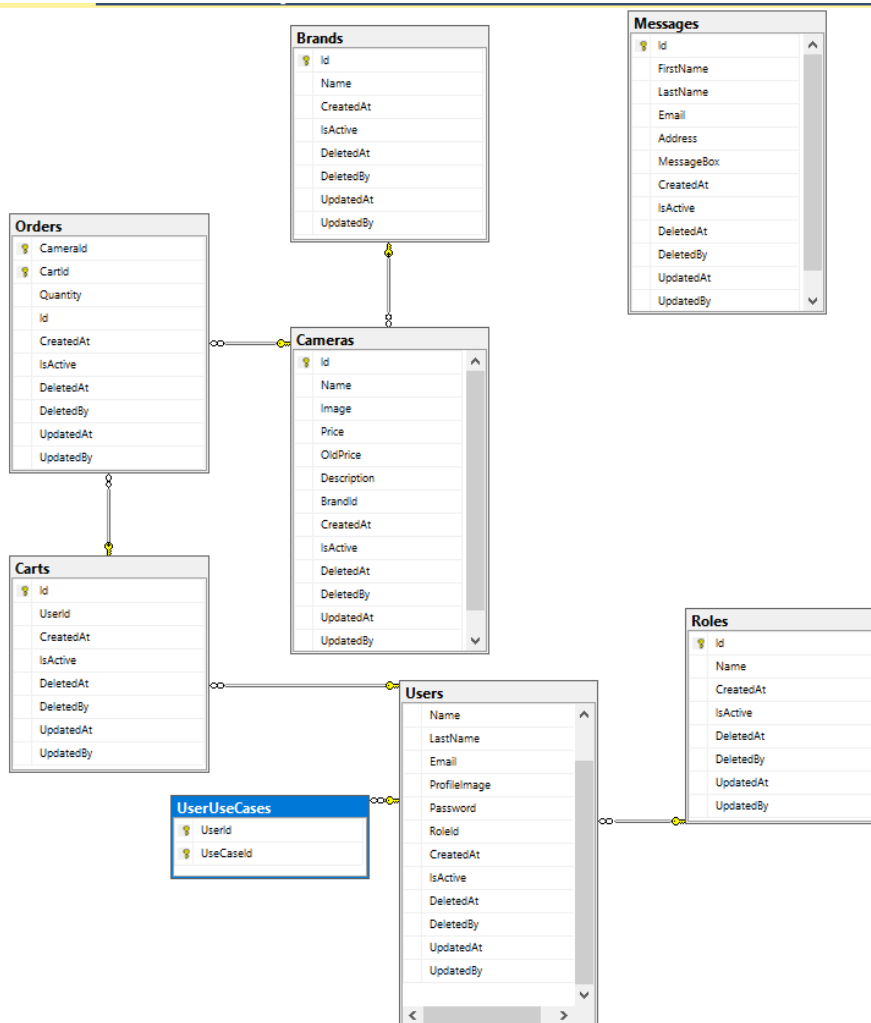 Brands
Id
Name
CreatedAt
IsActive
DeletedAt
DeletedBy
UpdatedAt
UpdatedBy
Messages
Id
FirstName
LastName
Email
Address
MessageBox
CreatedAt
IsActive
DeletedAt
DeletedBy
UpdatedAt
UpdatedBy
Orders
CameraId
CartId
Quantity
Id
CreatedAt
IsActive
DeletedAt
DeletedBy
UpdatedAt
UpdatedBy
Cameras
Id
Name
Image
Price
OldPrice
Description
BrandId
CreatedAt
IsActive
DeletedAt
DeletedBy
UpdatedAt
UpdatedBy
Carts
Id
UserId
CreatedAt
IsActive
DeletedAt
DeletedBy
UpdatedAt
UpdatedBy
Users
Name
LastName
Email
ProfileImage
Password
RoleId
CreatedAt
IsActive
DeletedAt
DeletedBy
UpdatedAt
UpdatedBy
Roles
Id
Name
CreatedAt
IsActive
DeletedAt
DeletedBy
UpdatedAt
UpdatedBy
UserUseCases
UserId
UseCaseId